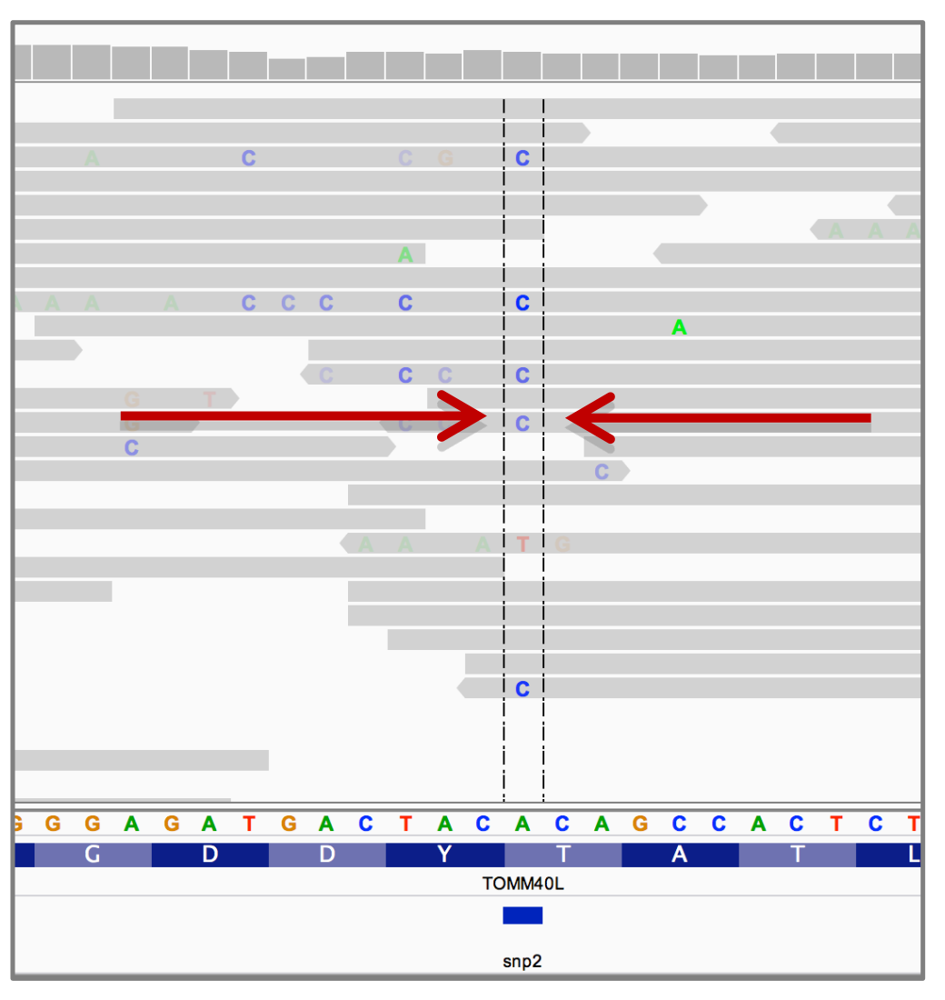 A C C G C
A A A
A
A A A A C C C C C
A
C C C C
G T
G C C C
C
C
A A A T G
C
G G G A G A T G A C T A C A C A G C C A C T C T
G D D Y T A T L
TOMM40L
snp2